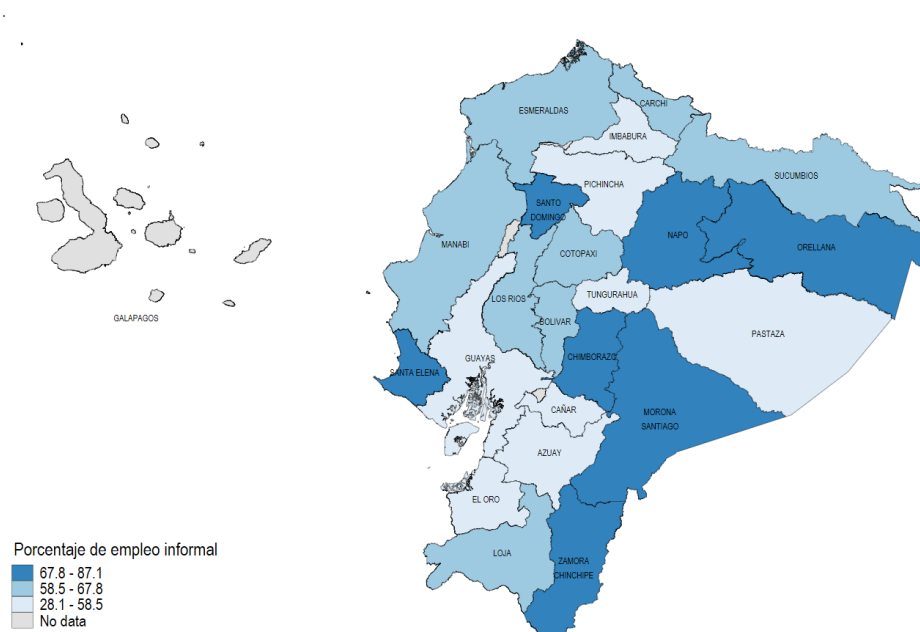 ESMERALDAS
CARCHI
IMBABURA
SUCUMBIOS
PICHINCHA
SANTO
DOMINGO
NAPO
MANABI
ORELLANA
COTOPAXI
TUNGURAHUA
LOS RIOS
GALAPAGOS
BOLIVAR
PASTAZA
GUAYAS
CHIMBORAZO
SANTA ELENA
CAÑAR
MORONA
SANTIAGO
AZUAY
EL ORO
LOJA
ZAMORA
CHINCHIPE
Porcentaje de empleo informal
67.8 - 87.1
58.5 - 67.8
28.1 - 58.5
No data